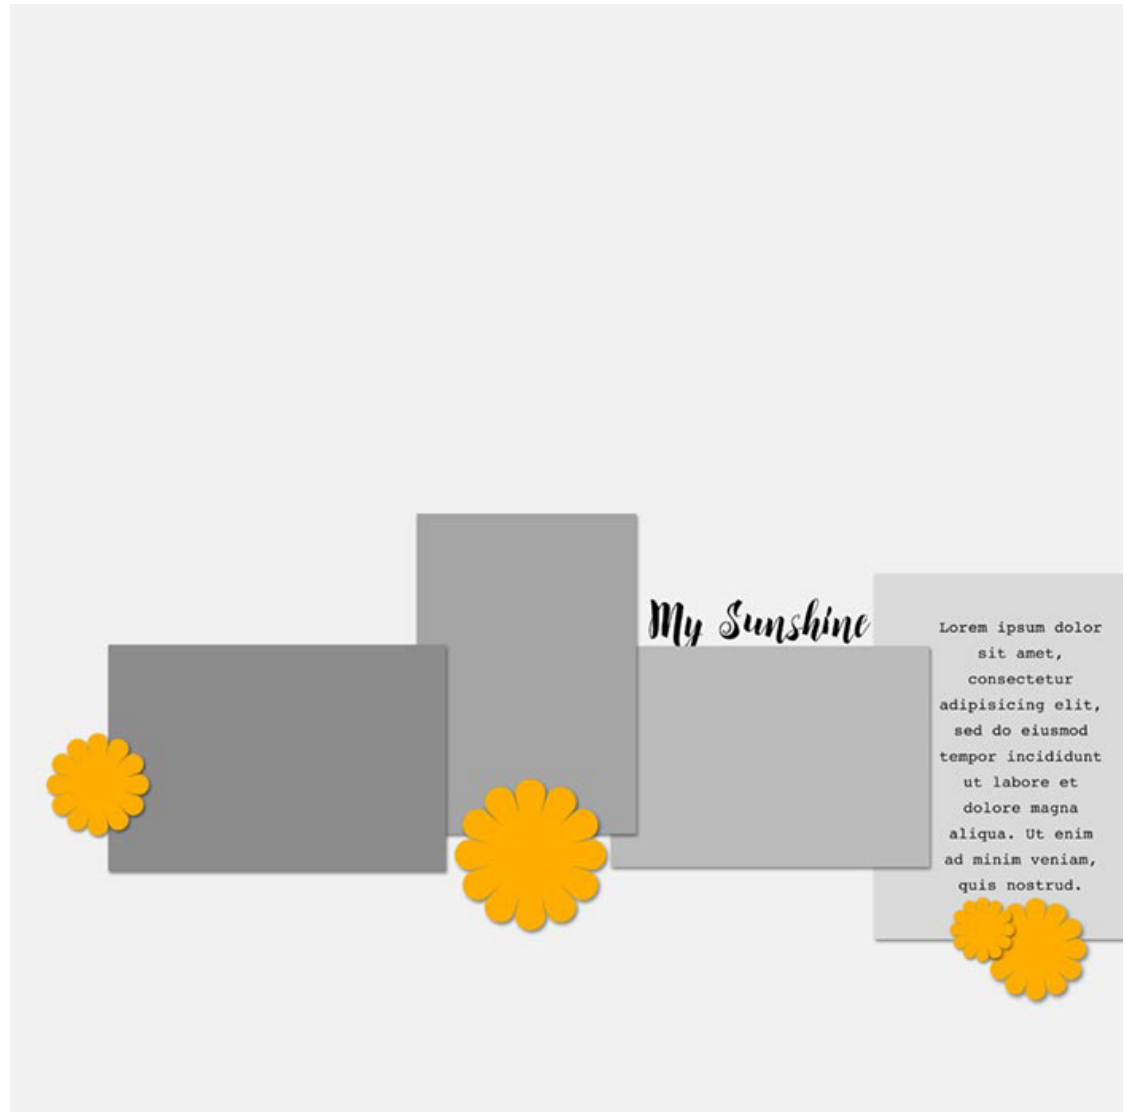 My Sunshine
Lorem ipsum dolor
sit amet,
consectetur
adipisicing elit,
sed do eiusmod
tempor incididunt
ut labore et
dolore magna
aliqua. Ut enim
ad minim veniam,
quis nostrud.